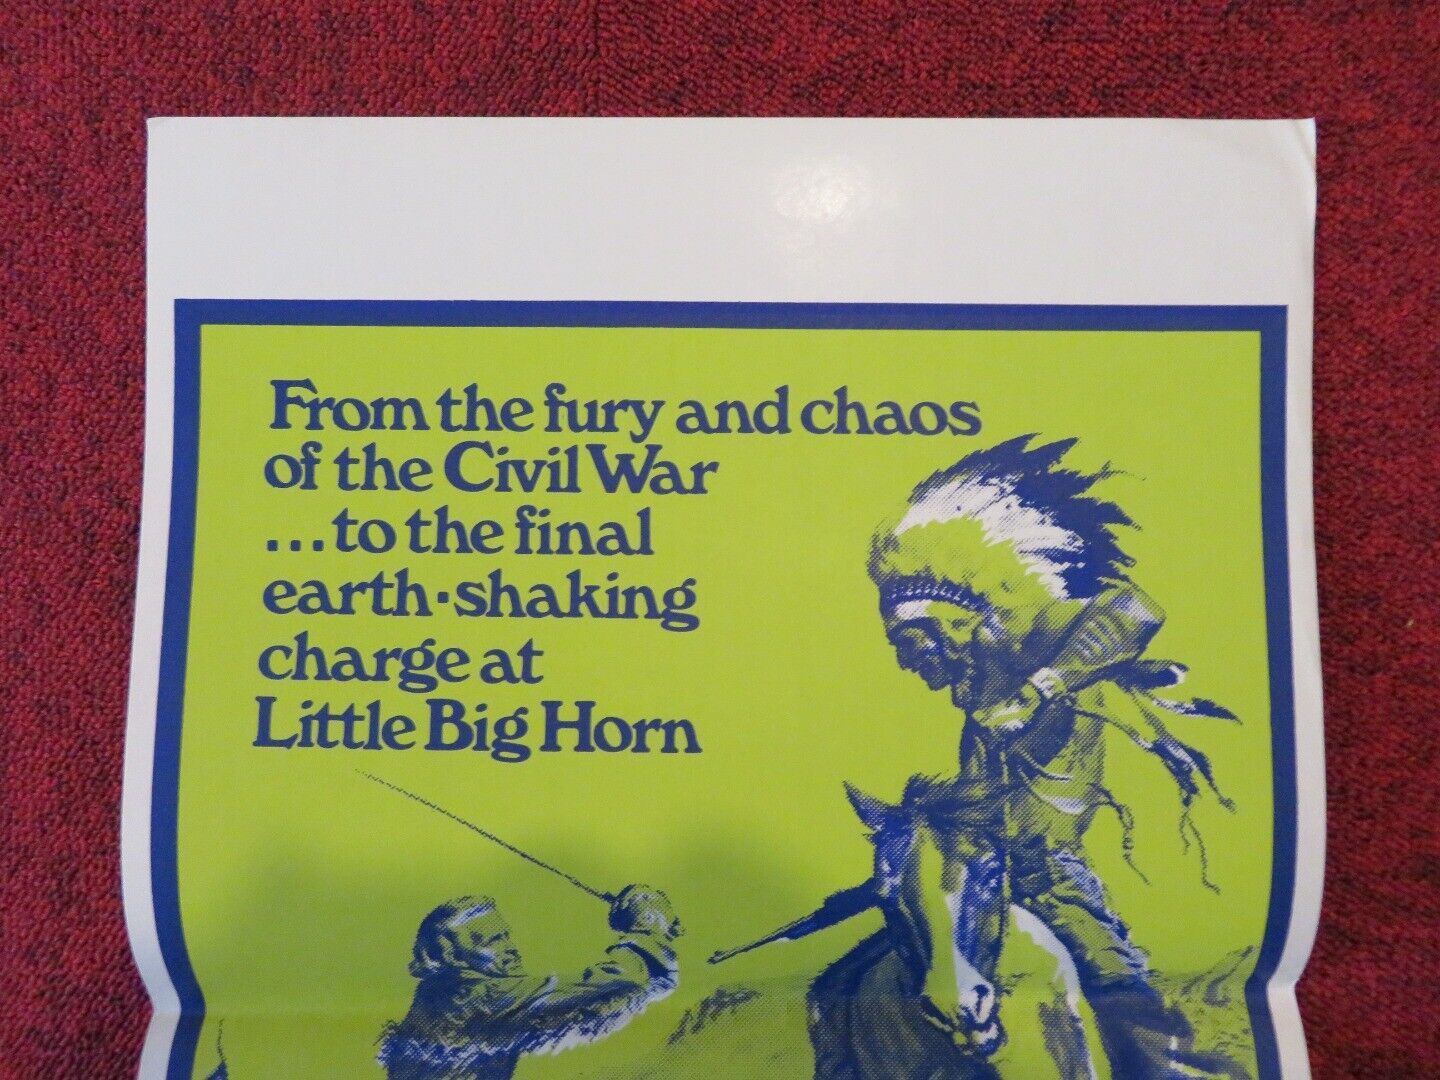 From the fury and chaos
of the Civil War
...to the final
earth-shaking
charge at
Little Big Horn